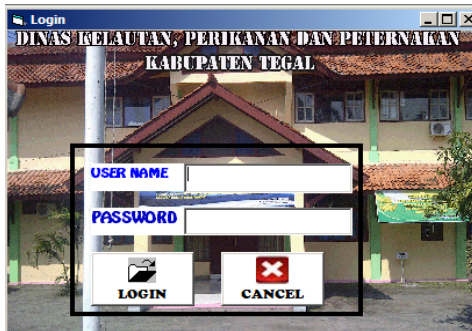 Login
DINAS KELAUTAN, PERIKANAN DAN PETERNAKAN
KABUPATEN TEGAL
USER NAME
PASSWORD
LOGIN
CANCEL